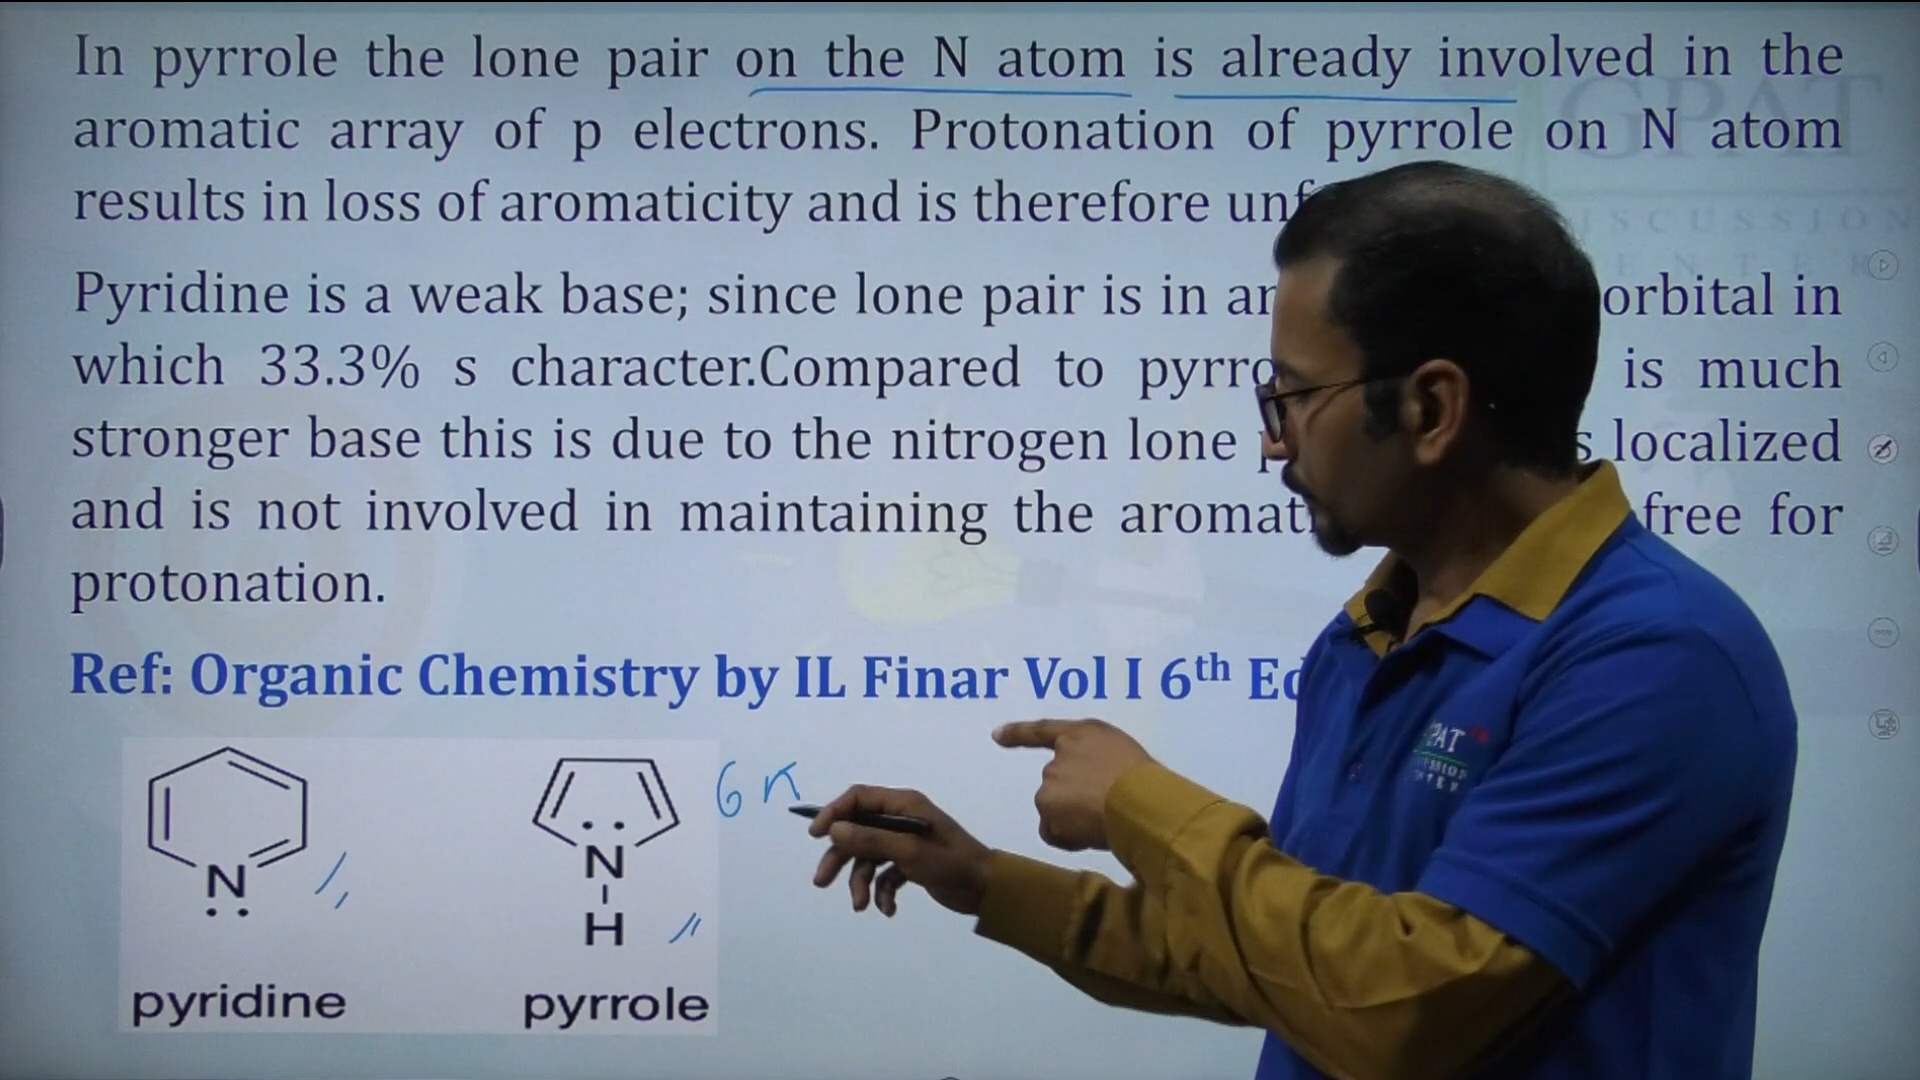 In pyrrole the lone pair on the N atom is already involved in the
aromatic array of p electrons. Protonation of pyrrole on N atom
results in loss of aromaticity and is therefore
Pyridine is a weak base; since lone pair is in orbital in
which 33.3% s character.Compared to is much
stronger base this is due to the nitrogen lone localized
and is not involved in maintaining the free for
protonation.
Ref: Organic Chemistry by IL Finar Vol I 6th
6 π
N
pyridine
N
H
pyrrole
GPAT
DISCUSSION
CENTER